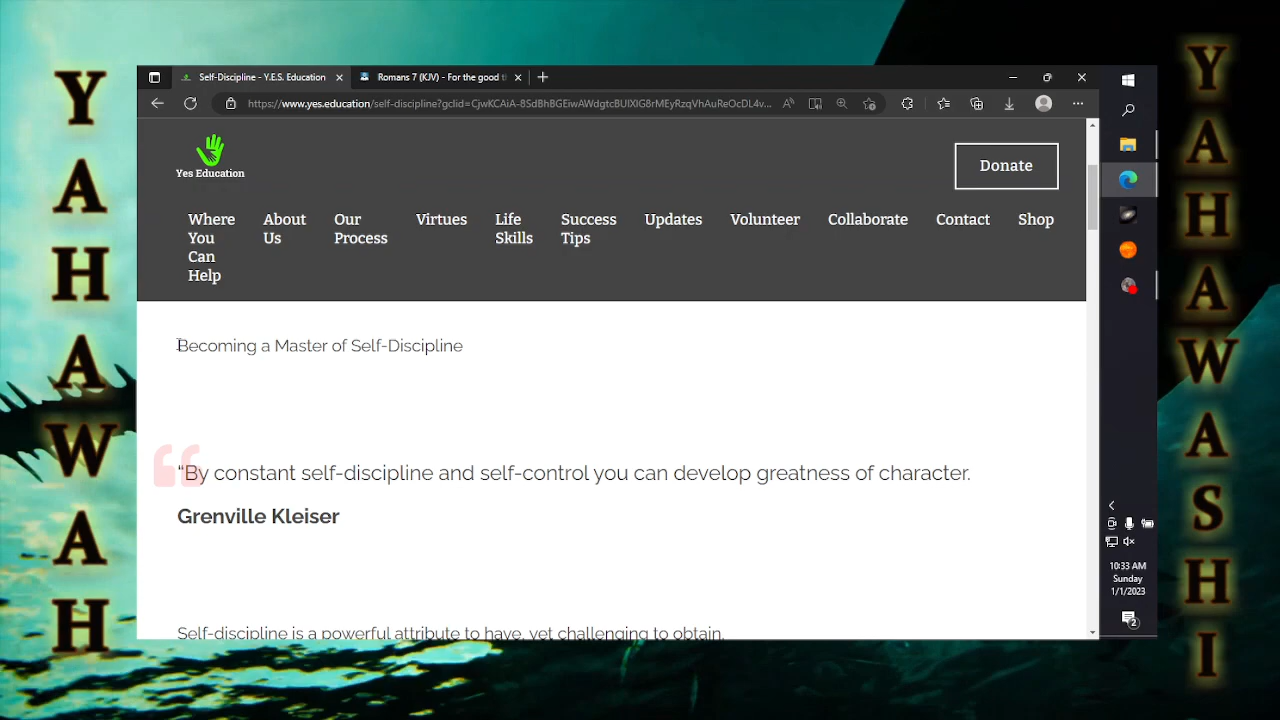 YAHAWAH
Self-Discipline - Y.E.S. Education
Romans 7 (KJV) - For the good t
https://www.yes.education/self-discipline?gclid=CjwKCAiA-8SdBhBGEiwAWdgtcBUIXlG8rMEyRzqVhAuReOcDL4v...
Yes Education
Donate
Where You Can Help
About Us
Our Process
Virtues
Life Skills
Success Tips
Updates
Volunteer
Collaborate
Contact
Shop
Becoming a Master of Self-Discipline
“By constant self-discipline and self-control you can develop greatness of character.
Grenville Kleiser
Self-discipline is a powerful attribute to have, yet challenging to obtain.
10:33 AM
Sunday
1/1/2023
2
YAHAWASHI